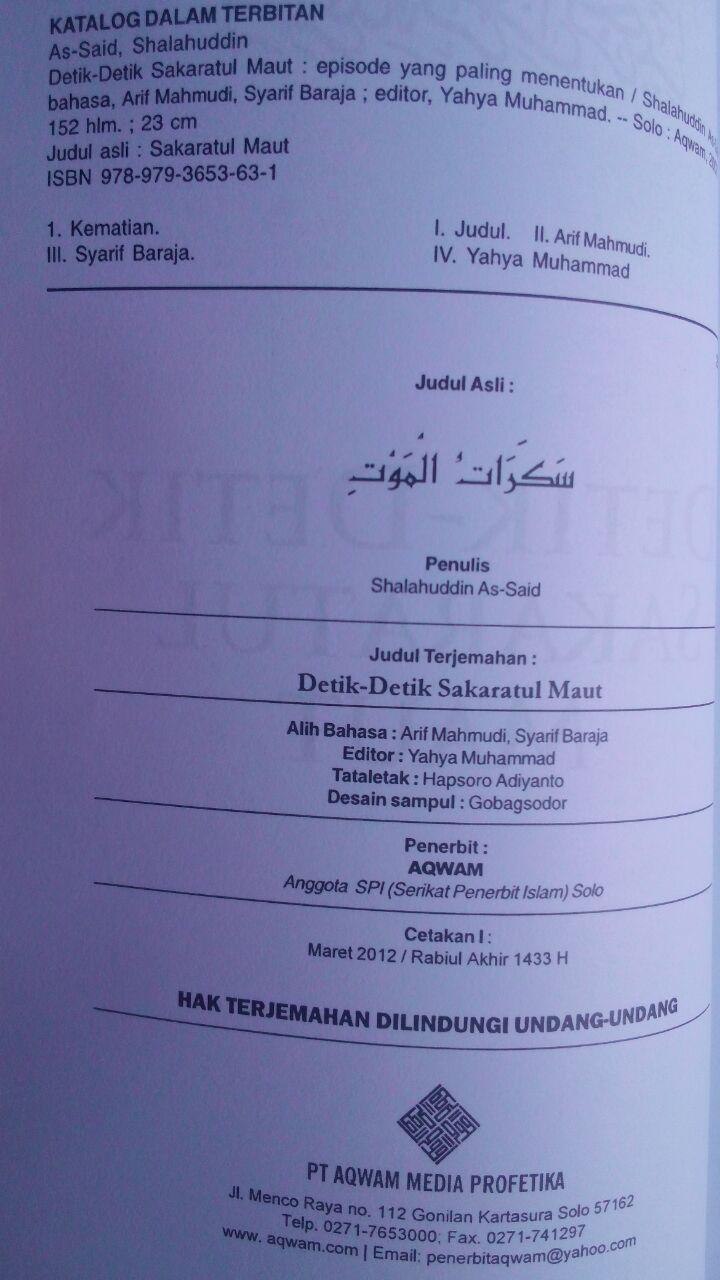 KATALOG DALAM TERBITAN
As-Said, Shalahuddin
Detik-Detik Sakaratul Maut : episode yang paling menentukan / Shalahuddin
bahasa, Arif Mahmudi, Syarif Baraja ; editor, Yahya Muhammad. -- Solo : Aqwam,
152 hlm. ; 23 cm
Judul asli : Sakaratul Maut
ISBN 978-979-3653-63-1
1. Kematian. I. Judul. II. Arif Mahmudi.
III. Syarif Baraja. IV. Yahya Muhammad
Judul Asli :
سَكَرَاتُ الْمَوْتِ
Penulis
Shalahuddin As-Said
Judul Terjemahan :
Detik-Detik Sakaratul Maut
Alih Bahasa : Arif Mahmudi, Syarif Baraja
Editor : Yahya Muhammad
Tataletak : Hapsoro Adiyanto
Desain sampul : Gobagsodor
Penerbit :
AQWAM
Anggota SPI (Serikat Penerbit Islam) Solo
Cetakan I :
Maret 2012 / Rabiul Akhir 1433 H
HAK TERJEMAHAN DILINDUNGI UNDANG-UNDANG
PT AQWAM MEDIA PROFETIKA
Jl. Menco Raya no. 112 Gonilan Kartasura Solo 57162
Telp. 0271-7653000; Fax. 0271-741297
www. aqwam.com | Email: penerbitaqwam@yahoo.com